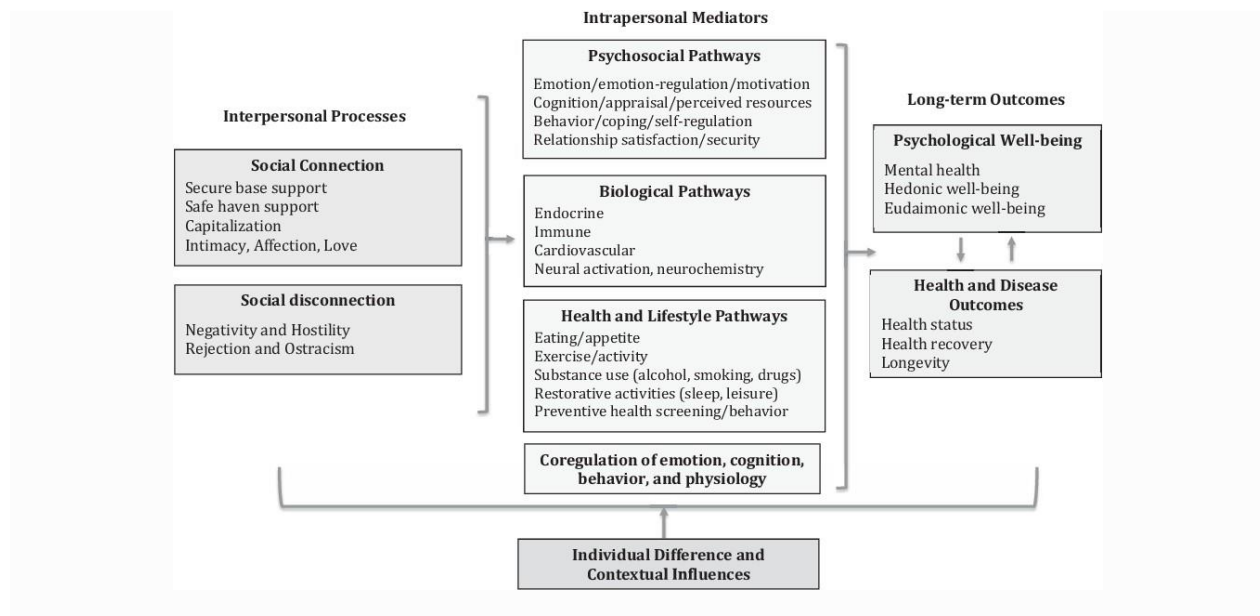 Intrapersonal Mediators
Interpersonal Processes
Social Connection
Secure base support
Safe haven support
Capitalization
Intimacy, Affection, Love
Social disconnection
Negativity and Hostility
Rejection and Ostracism
Psychosocial Pathways
Emotion/emotion-regulation/motivation
Cognition/appraisal/perceived resources
Behavior/coping/self-regulation
Relationship satisfaction/security
Biological Pathways
Endocrine
Immune
Cardiovascular
Neural activation, neurochemistry
Health and Lifestyle Pathways
Eating/appetite
Exercise/activity
Substance use (alcohol, smoking, drugs)
Restorative activities (sleep, leisure)
Preventive health screening/behavior
Coregulation of emotion, cognition,
behavior, and physiology
Long-term Outcomes
Psychological Well-being
Mental health
Hedonic well-being
Eudaimonic well-being
Health and Disease
Outcomes
Health status
Health recovery
Longevity
Individual Difference and
Contextual Influences